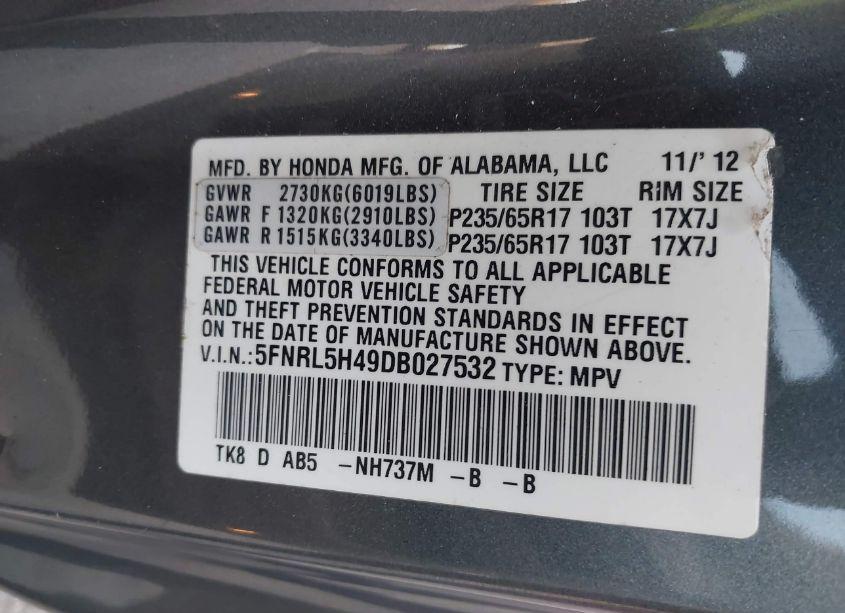 MFD. BY HONDA MFG. OF ALABAMA, LLC 11/' 12
GVWR 2730KG(6019LBS) TIRE SIZE RIM SIZE
GAWR F 1320KG(2910LBS) P235/65R17 103T 17X7J
GAWR R 1515KG(3340LBS) P235/65R17 103T 17X7J
THIS VEHICLE CONFORMS TO ALL APPLICABLE
FEDERAL MOTOR VEHICLE SAFETY
AND THEFT PREVENTION STANDARDS IN EFFECT
ON THE DATE OF MANUFACTURE SHOWN ABOVE.
V.I.N.:5FNRL5H49DB027532 TYPE: MPV
TK8 D AB5 -NH737M -B -B